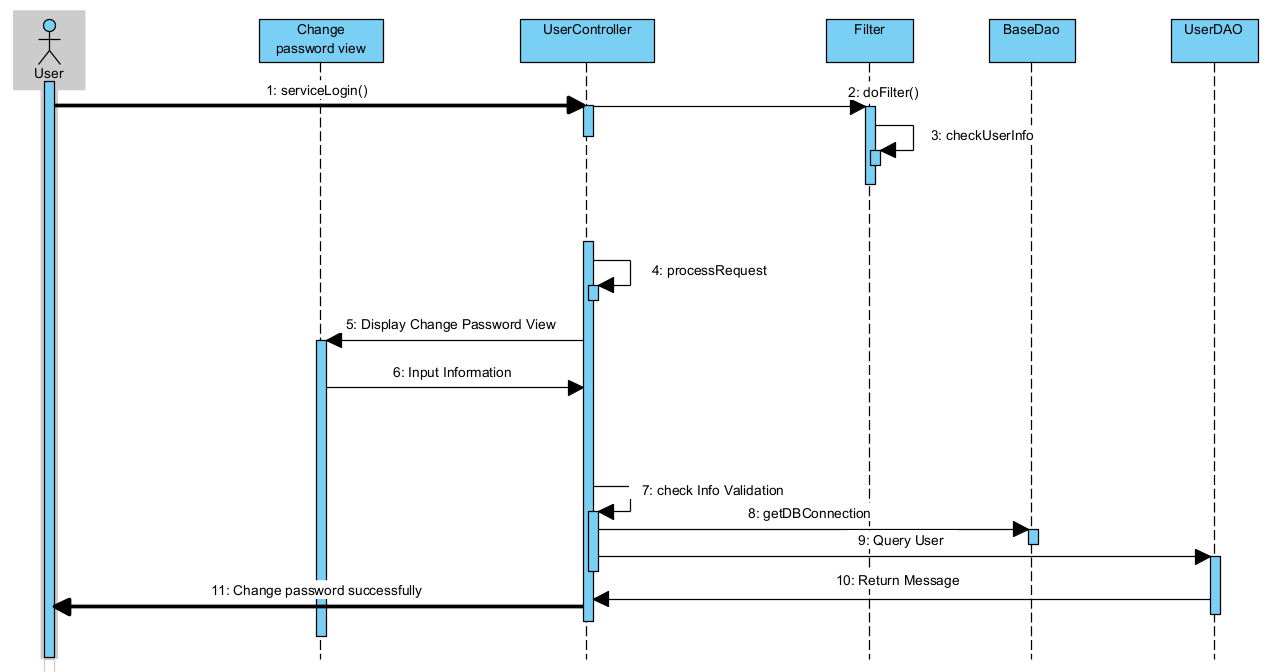 User
Change
password view
UserController
Filter
BaseDao
UserDAO
1: serviceLogin()
2: doFilter()
3: checkUserInfo
4: processRequest
5: Display Change Password View
6: Input Information
7: check Info Validation
8: getDBConnection
9: Query User
10: Return Message
11: Change password successfully